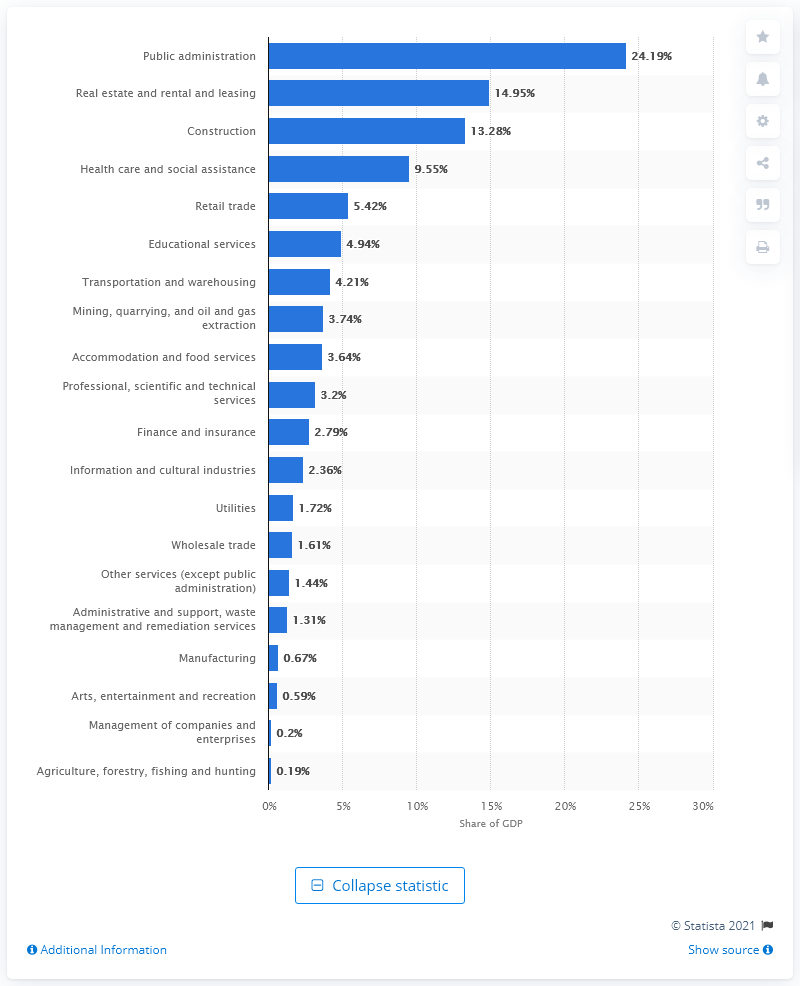 Public administration 24.19%
Real estate and rental and leasing 14.95%
Construction 13.28%
Health care and social assistance 9.55%
Retail trade 5.42%
Educational services 4.94%
Transportation and warehousing 4.21%
Mining, quarrying, and oil and gas
extraction 3.74%
Accommodation and food services 3.64%
Professional, scientific and technical
services 3.2%
Finance and insurance 2.79%
Information and cultural industries 2.36%
Utilities 1.72%
Wholesale trade 1.61%
Other services (except public
administration) 1.44%
Administrative and support, waste
management and remediation services 1.31%
Manufacturing 0.67%
Arts, entertainment and recreation 0.59%
Management of companies and
enterprises 0.2%
Agriculture, forestry, fishing and hunting 0.19%
0% 5% 10% 15% 20% 25% 30%
Share of GDP
Collapse statistic
© Statista 2021
Additional Information Show source